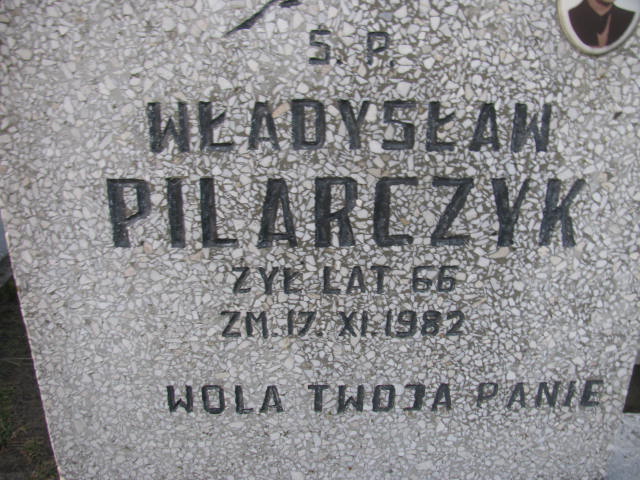 Ś. P.
WŁADYSŁAW
PILARCZYK
ŻYŁ LAT 66
ZM. 17. XI. 1982
WOLA TWOJA PANIE